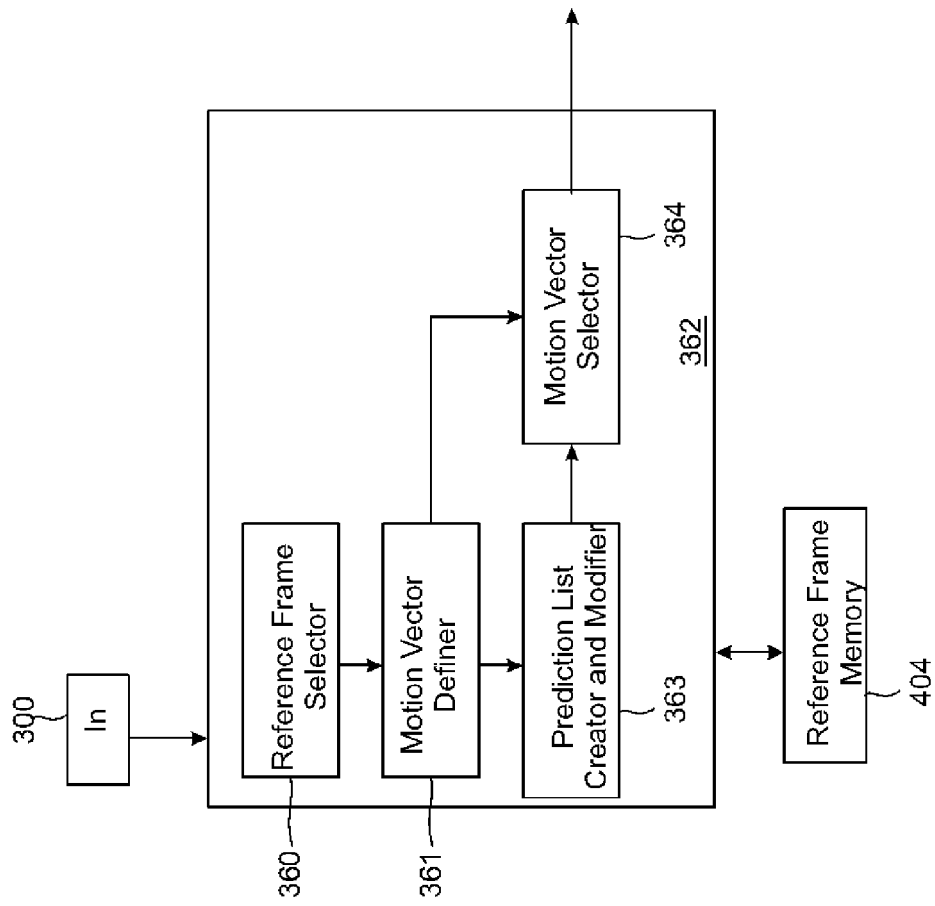 300
In
Reference Frame
Selector
360
Motion Vector
Definer
361
Prediction List
Creator and Modifier
363
Motion Vector
Selector
364
362
Reference Frame
Memory
404